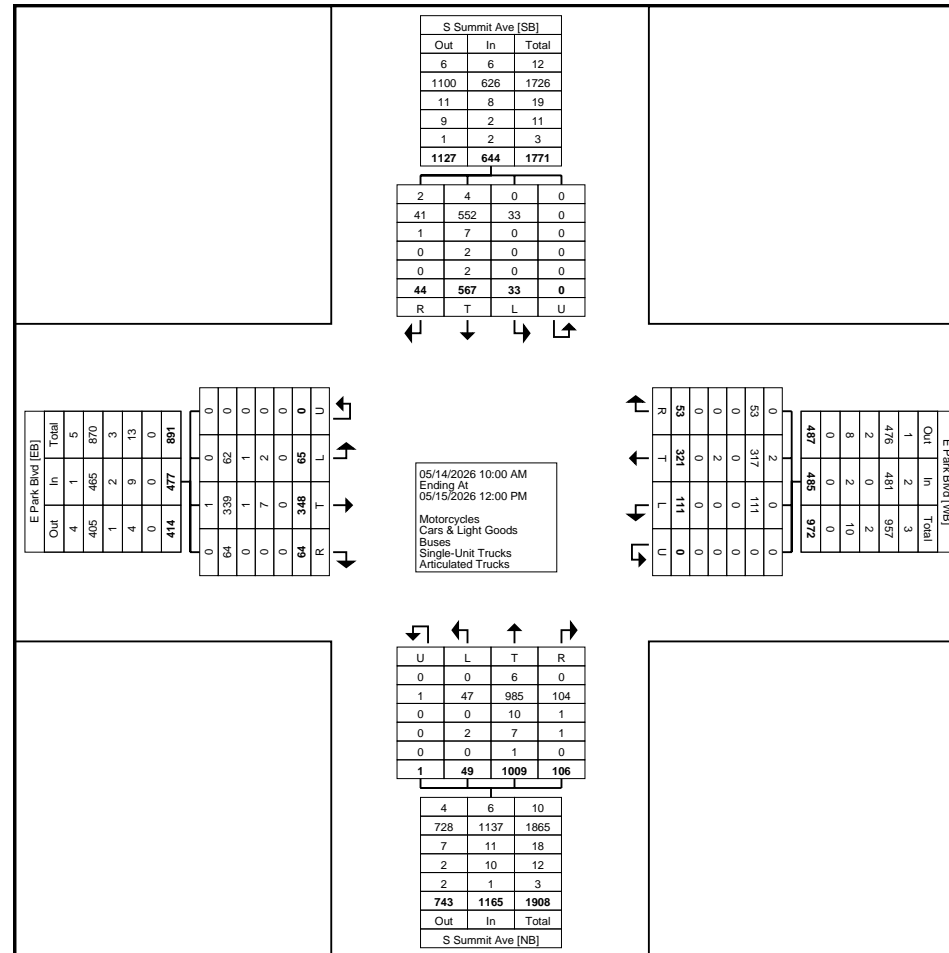 S Summit Ave [SB]
Out In Total
6 6 12
1100 626 1726
11 8 19
9 2 11
1 2 3
1127 644 1771
2 4 0 0
41 552 33 0
1 7 0 0
0 2 0 0
0 2 0 0
44 567 33 0
R T L U
E Park Blvd [EB]
Total In Out
5 1 4
870 465 405
3 2 1
13 9 4
0 0 0
891 477 414
0 0 1 0
0 62 339 64
0 1 1 0
0 2 7 0
0 0 0 0
0 65 348 64
U L T R
05/14/2026 10:00 AM
Ending At
05/15/2026 12:00 PM
Motorcycles
Cars & Light Goods
Buses
Single-Unit Trucks
Articulated Trucks
R T L U
53 321 111 0
0 0 0 0
0 2 0 0
0 0 0 0
53 317 111 0
0 2 0 0
487 485 972
0 0 0
8 2 10
2 0 2
476 481 957
1 2 3
Out In Total
E Park Blvd [WB]
U L T R
0 0 6 0
1 47 985 104
0 0 10 1
0 2 7 1
0 0 1 0
1 49 1009 106
4 6 10
728 1137 1865
7 11 18
2 10 12
2 1 3
743 1165 1908
Out In Total
S Summit Ave [NB]